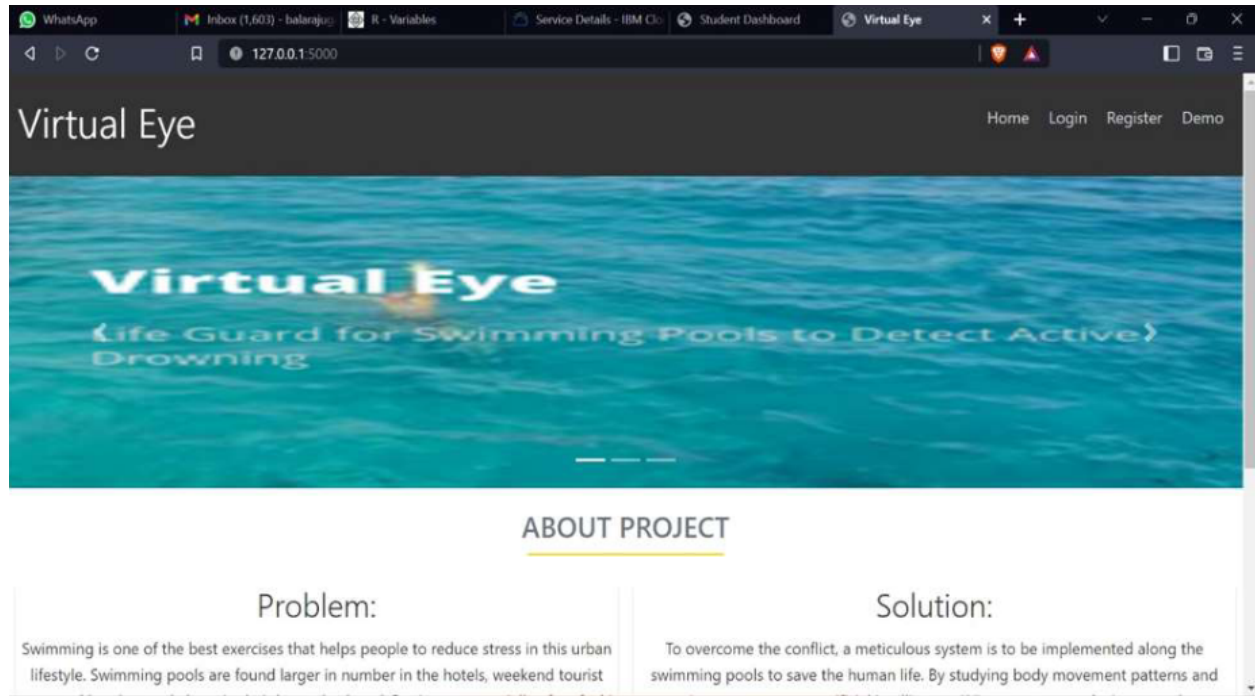 WhatsApp
Inbox (1,603) - balarajug
R - Variables
Service Details - IBM Clo
Student Dashboard
Virtual Eye
127.0.0.1:5000
Virtual Eye
Home Login Register Demo
Virtual Eye
Life Guard for Swimming Pools to Detect Active
Drowning
ABOUT PROJECT
Problem:
Swimming is one of the best exercises that helps people to reduce stress in this urban
lifestyle. Swimming pools are found larger in number in the hotels, weekend tourist
Solution:
To overcome the conflict, a meticulous system is to be implemented along the
swimming pools to save the human life. By studying body movement patterns and